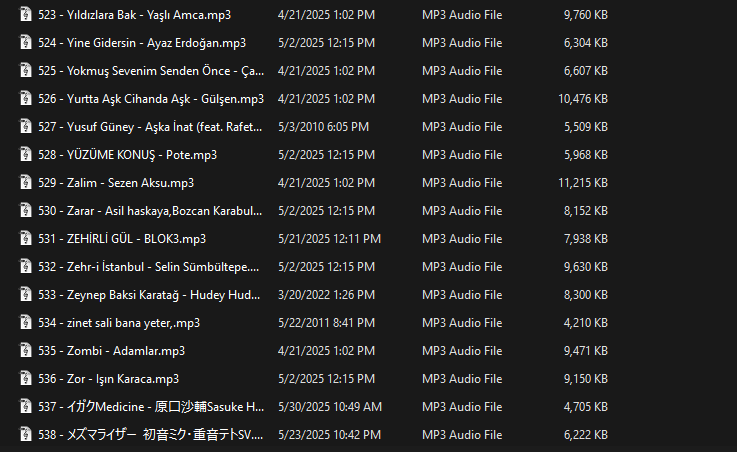 523 - Yıldızlara Bak - Yaşlı Amca.mp3 4/21/2025 1:02 PM MP3 Audio File 9,760 KB
524 - Yine Gidersin - Ayaz Erdoğan.mp3 5/2/2025 12:15 PM MP3 Audio File 6,304 KB
525 - Yokmuş Sevenim Senden Önce - Ça... 4/21/2025 1:02 PM MP3 Audio File 6,607 KB
526 - Yurtta Aşk Cihanda Aşk - Gülşen.mp3 4/21/2025 1:02 PM MP3 Audio File 10,476 KB
527 - Yusuf Güney - Aşka İnat (feat. Rafet... 5/3/2010 6:05 PM MP3 Audio File 5,509 KB
528 - YÜZÜME KONUŞ - Pote.mp3 5/2/2025 12:15 PM MP3 Audio File 5,968 KB
529 - Zalim - Sezen Aksu.mp3 4/21/2025 1:02 PM MP3 Audio File 11,215 KB
530 - Zarar - Asil haskaya,Bozcan Karabul... 5/2/2025 12:15 PM MP3 Audio File 8,152 KB
531 - ZEHİRLİ GÜL - BLOK3.mp3 5/21/2025 12:11 PM MP3 Audio File 7,938 KB
532 - Zehr-i İstanbul - Selin Sümbültepe.... 5/2/2025 12:15 PM MP3 Audio File 9,630 KB
533 - Zeynep Baksi Karatağ - Hudey Hud... 3/20/2022 1:26 PM MP3 Audio File 8,300 KB
534 - zinet sali bana yeter,.mp3 5/22/2011 8:41 PM MP3 Audio File 4,210 KB
535 - Zombi - Adamlar.mp3 4/21/2025 1:02 PM MP3 Audio File 9,471 KB
536 - Zor - Işın Karaca.mp3 5/2/2025 12:15 PM MP3 Audio File 9,150 KB
537 - イガクMedicine - 原口沙輔Sasuke H... 5/30/2025 10:49 AM MP3 Audio File 4,705 KB
538 - メズマライザー 初音ミク・重音テトSV.... 5/23/2025 10:42 PM MP3 Audio File 6,222 KB